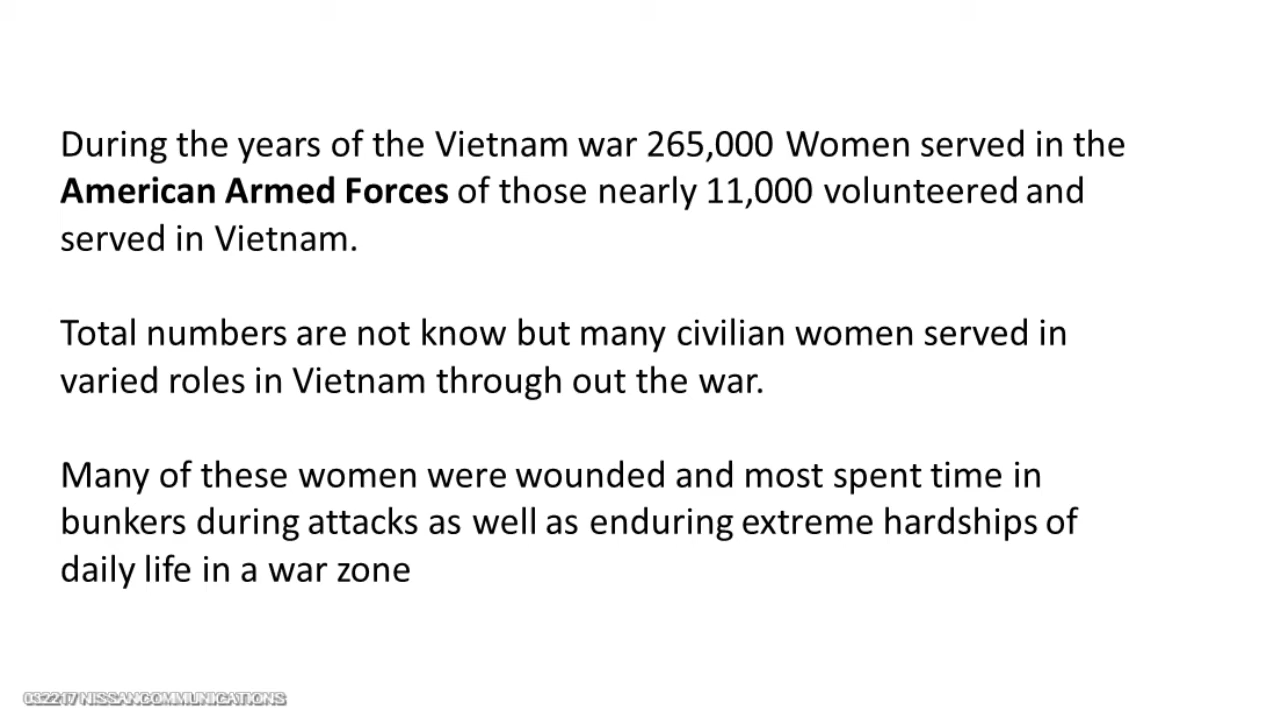 During the years of the Vietnam war 265,000 Women served in the
American Armed Forces of those nearly 11,000 volunteered and
served in Vietnam.
Total numbers are not know but many civilian women served in
varied roles in Vietnam through out the war.
Many of these women were wounded and most spent time in
bunkers during attacks as well as enduring extreme hardships of
daily life in a war zone
032217 NISSANCOMMUNICATIONS